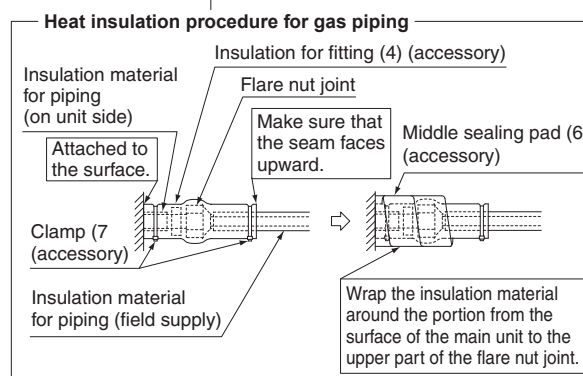 Heat insulation procedure for gas piping
Insulation for fitting (4) (accessory)
Insulation material
for piping
(on unit side)
Flare nut joint
Attached to
the surface.
Make sure that
the seam faces
upward.
Middle sealing pad (6
(accessory)
Clamp (7
(accessory)
Insulation material
for piping (field supply)
Wrap the insulation material
around the portion from the
surface of the main unit to the
upper part of the flare nut joint.